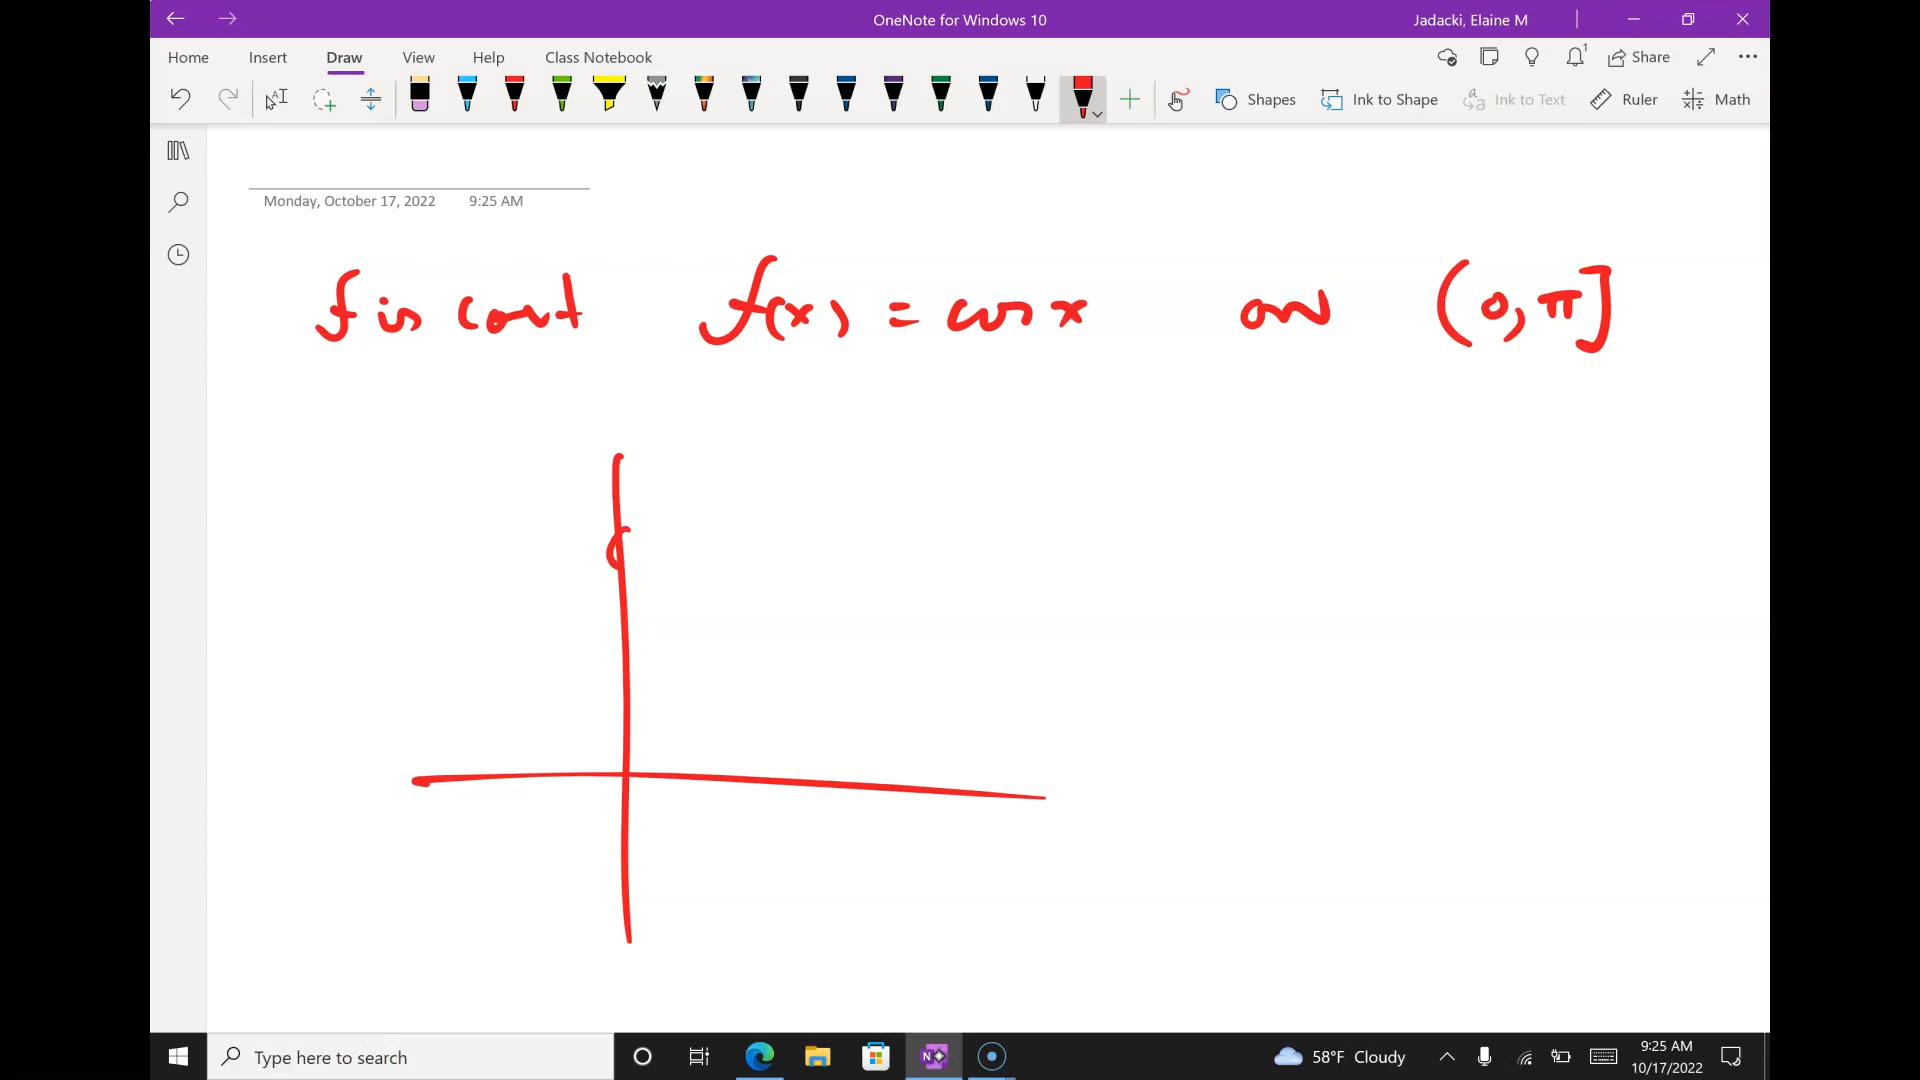 OneNote for Windows 10
Jadacki, Elaine M
Home Insert Draw View Help Class Notebook
1
Share
Shapes Ink to Shape Ink to Text Ruler Math
Monday, October 17, 2022 9:25 AM
f is cont f(x) = cos x on (0, π]
Type here to search
N
58°F Cloudy
9:25 AM
10/17/2022